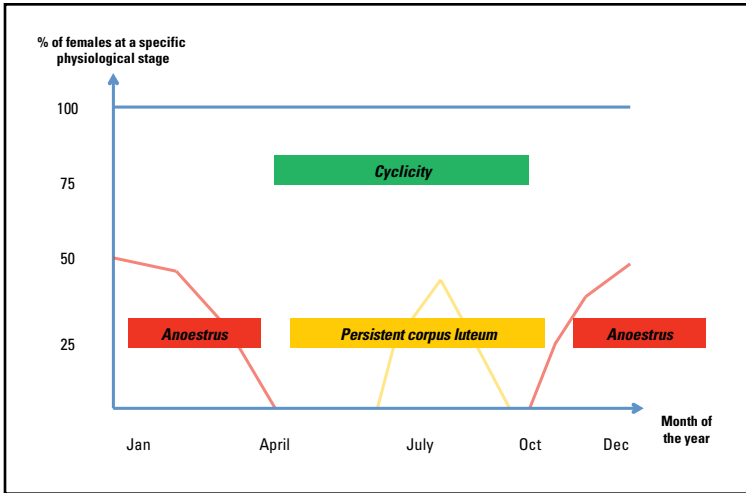 % of females at a specific
physiological stage
100
Cyclicity
75
50
Anoestrus
Persistent corpus luteum
Anoestrus
25
Month of
the year
Jan
April
July
Oct
Dec